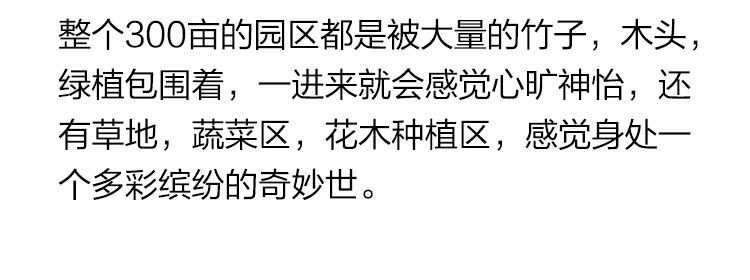 整个300亩的园区都是被大量的竹子，木头，
绿植包围着，一进来就会感觉心旷神怡，还
有草地，蔬菜区，花木种植区，感觉身处一
个多彩缤纷的奇妙世。